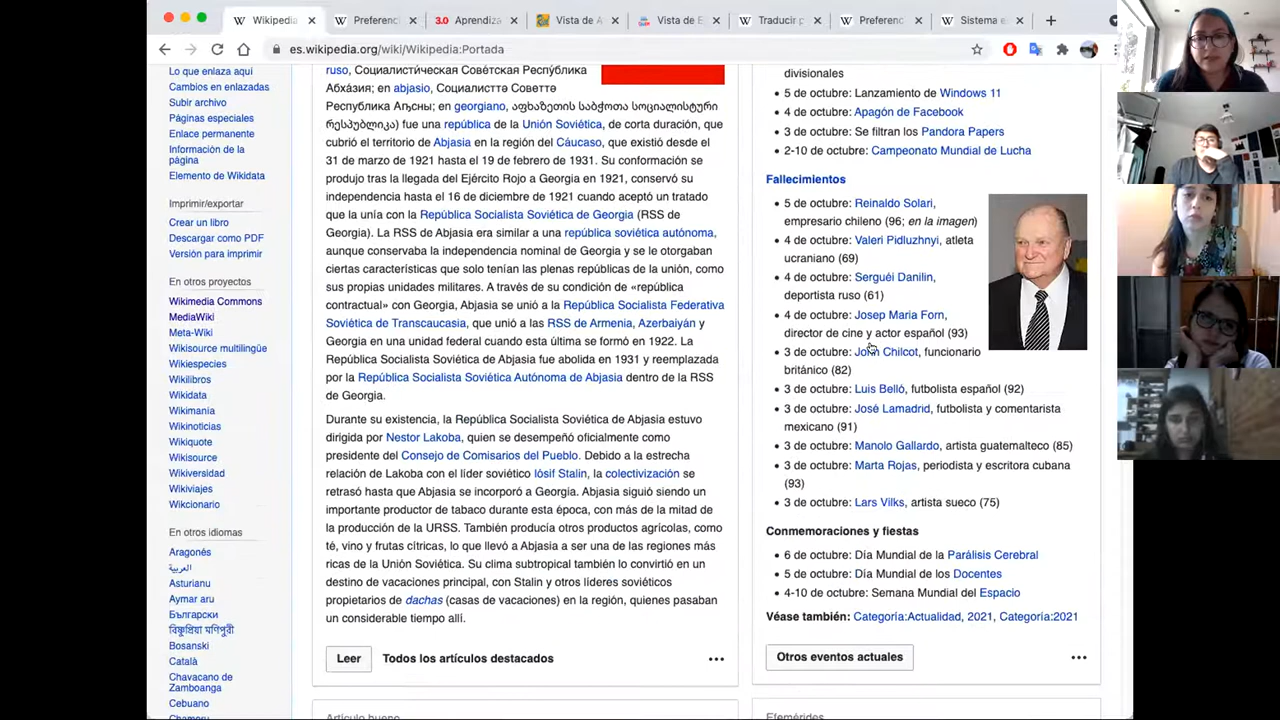 Wikipedia
Preferenc
3.0 Aprendiza
Vista de A
Vista de E
Traducir p
Preferenc
Sistema e
es.wikipedia.org/wiki/Wikipedia:Portada
Lo que enlaza aquí
Cambios en enlazadas
Subir archivo
Páginas especiales
Enlace permanente
Información de la
página
Elemento de Wikidata
Imprimir/exportar
Crear un libro
Descargar como PDF
Versión para imprimir
En otros proyectos
Wikimedia Commons
MediaWiki
Meta-Wiki
Wikisource multilingüe
Wikiespecies
Wikilibros
Wikidata
Wikimanía
Wikinoticias
Wikiquote
Wikisource
Wikiversidad
Wikiviajes
Wikcionario
En otros idiomas
Aragonés
العربية
Asturianu
Aymar aru
Български
বিষ্ণুপ্রিয়া মণিপুরী
Bosanski
Català
Chavacano de
Zamboanga
Cebuano
ruso, Социалисти́ческая Сове́тская Респу́блика
Абха́зия; en abjasio, Социалисттә Советтә
Республика Аҧсны; en georgiano, აფხაზეთის საბჭოთა სოციალისტური
რესპუბლიკა) fue una república de la Unión Soviética, de corta duración, que
cubrió el territorio de Abjasia en la región del Cáucaso, que existió desde el
31 de marzo de 1921 hasta el 19 de febrero de 1931. Su conformación se
produjo tras la llegada del Ejército Rojo a Georgia en 1921, conservó su
independencia hasta el 16 de diciembre de 1921 cuando aceptó un tratado
que la unía con la República Socialista Soviética de Georgia (RSS de
Georgia). La RSS de Abjasia era similar a una república soviética autónoma,
aunque conservaba la independencia nominal de Georgia y se le otorgaban
ciertas características que solo tenían las plenas repúblicas de la unión, como
sus propias unidades militares. A través de su condición de «república
contractual» con Georgia, Abjasia se unió a la República Socialista Federativa
Soviética de Transcaucasia, que unió a las RSS de Armenia, Azerbaiyán y
Georgia en una unidad federal cuando esta última se formó en 1922. La
República Socialista Soviética de Abjasia fue abolida en 1931 y reemplazada
por la República Socialista Soviética Autónoma de Abjasia dentro de la RSS
de Georgia.
Durante su existencia, la República Socialista Soviética de Abjasia estuvo
dirigida por Nestor Lakoba, quien se desempeñó oficialmente como
presidente del Consejo de Comisarios del Pueblo. Debido a la estrecha
relación de Lakoba con el líder soviético Iósif Stalin, la colectivización se
retrasó hasta que Abjasia se incorporó a Georgia. Abjasia siguió siendo un
importante productor de tabaco durante esta época, con más de la mitad de
la producción de la URSS. También producía otros productos agrícolas, como
té, vino y frutas cítricas, lo que llevó a Abjasia a ser una de las regiones más
ricas de la Unión Soviética. Su clima subtropical también lo convirtió en un
destino de vacaciones principal, con Stalin y otros líderes soviéticos
propietarios de dachas (casas de vacaciones) en la región, quienes pasaban
un considerable tiempo allí.
Leer
Todos los artículos destacados
Artículo bueno
divisionales
• 5 de octubre: Lanzamiento de Windows 11
• 4 de octubre: Apagón de Facebook
• 3 de octubre: Se filtran los Pandora Papers
• 2-10 de octubre: Campeonato Mundial de Lucha
Fallecimientos
• 5 de octubre: Reinaldo Solari,
empresario chileno (96; en la imagen)
• 4 de octubre: Valeri Pidluzhnyi, atleta
ucraniano (69)
• 4 de octubre: Serguéi Danilin,
deportista ruso (61)
• 4 de octubre: Josep Maria Forn,
director de cine y actor español (93)
• 3 de octubre: John Chilcot, funcionario
británico (82)
• 3 de octubre: Luis Belló, futbolista español (92)
• 3 de octubre: José Lamadrid, futbolista y comentarista
mexicano (91)
• 3 de octubre: Manolo Gallardo, artista guatemalteco (85)
• 3 de octubre: Marta Rojas, periodista y escritora cubana
(93)
• 3 de octubre: Lars Vilks, artista sueco (75)
Conmemoraciones y fiestas
• 6 de octubre: Día Mundial de la Parálisis Cerebral
• 5 de octubre: Día Mundial de los Docentes
• 4-10 de octubre: Semana Mundial del Espacio
Véase también: Categoría:Actualidad, 2021, Categoría:2021
Otros eventos actuales
Efemérides